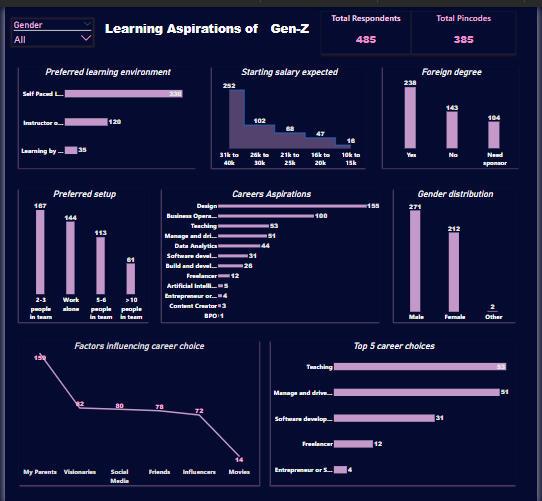 Gender
All
Learning Aspirations of Gen-Z
Total Respondents
485
Total Pincodes
385
Preferred learning environment
Self Paced L... 330
Instructor o... 120
Learning by ... 35
Starting salary expected
252 102 68 47 16
31k to 40k
26k to 30k
21k to 25k
16k to 20k
10k to 15k
Foreign degree
238 143 104
Yes No Need sponsor
Preferred setup
167 144 113 61
2-3 people in team
Work alone
5-6 people in team
>10 people in team
Careers Aspirations
Design 155
Business Opera... 100
Teaching 53
Manage and dri... 51
Data Analytics 44
Software devel... 31
Build and devel... 26
Freelancer 12
Artificial Intelli... 5
Entrepreneur or... 4
Content Creator 3
BPO 1
Gender distribution
271 212 2
Male Female Other
Factors influencing career choice
159 82 80 78 72 14
My Parents Visionaries Social Media Friends Influencers Movies
Top 5 career choices
Teaching 53
Manage and drive... 51
Software develop... 31
Freelancer 12
Entrepreneur or S... 4